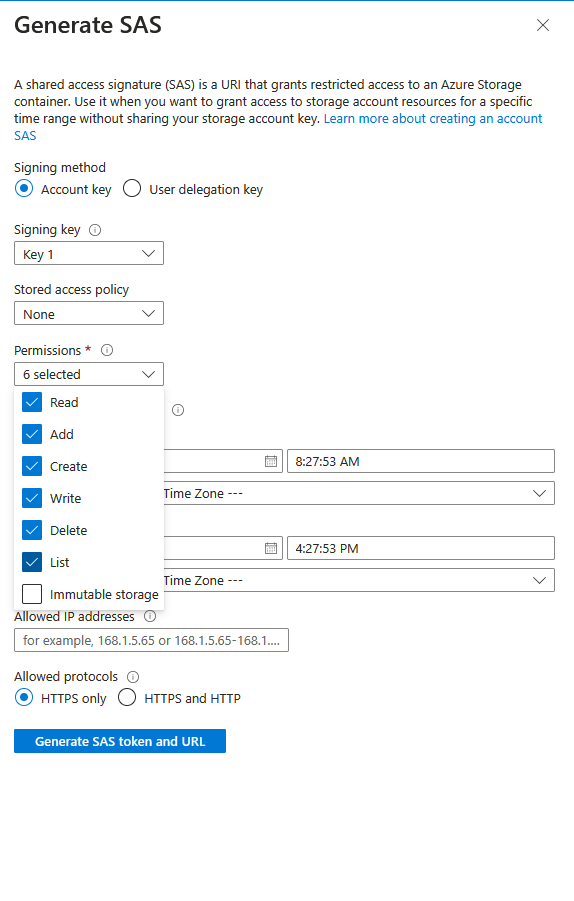 Generate SAS
A shared access signature (SAS) is a URI that grants restricted access to an Azure Storage
container. Use it when you want to grant access to storage account resources for a specific
time range without sharing your storage account key. Learn more about creating an account
SAS
Signing method
Account key User delegation key
Signing key
Key 1
Stored access policy
None
Permissions *
6 selected
Read
Add
Create
8:27:53 AM
Write
Time Zone ---
Delete
4:27:53 PM
List
Time Zone ---
Immutable storage
Allowed IP addresses
for example, 168.1.5.65 or 168.1.5.65-168.1....
Allowed protocols
HTTPS only HTTPS and HTTP
Generate SAS token and URL